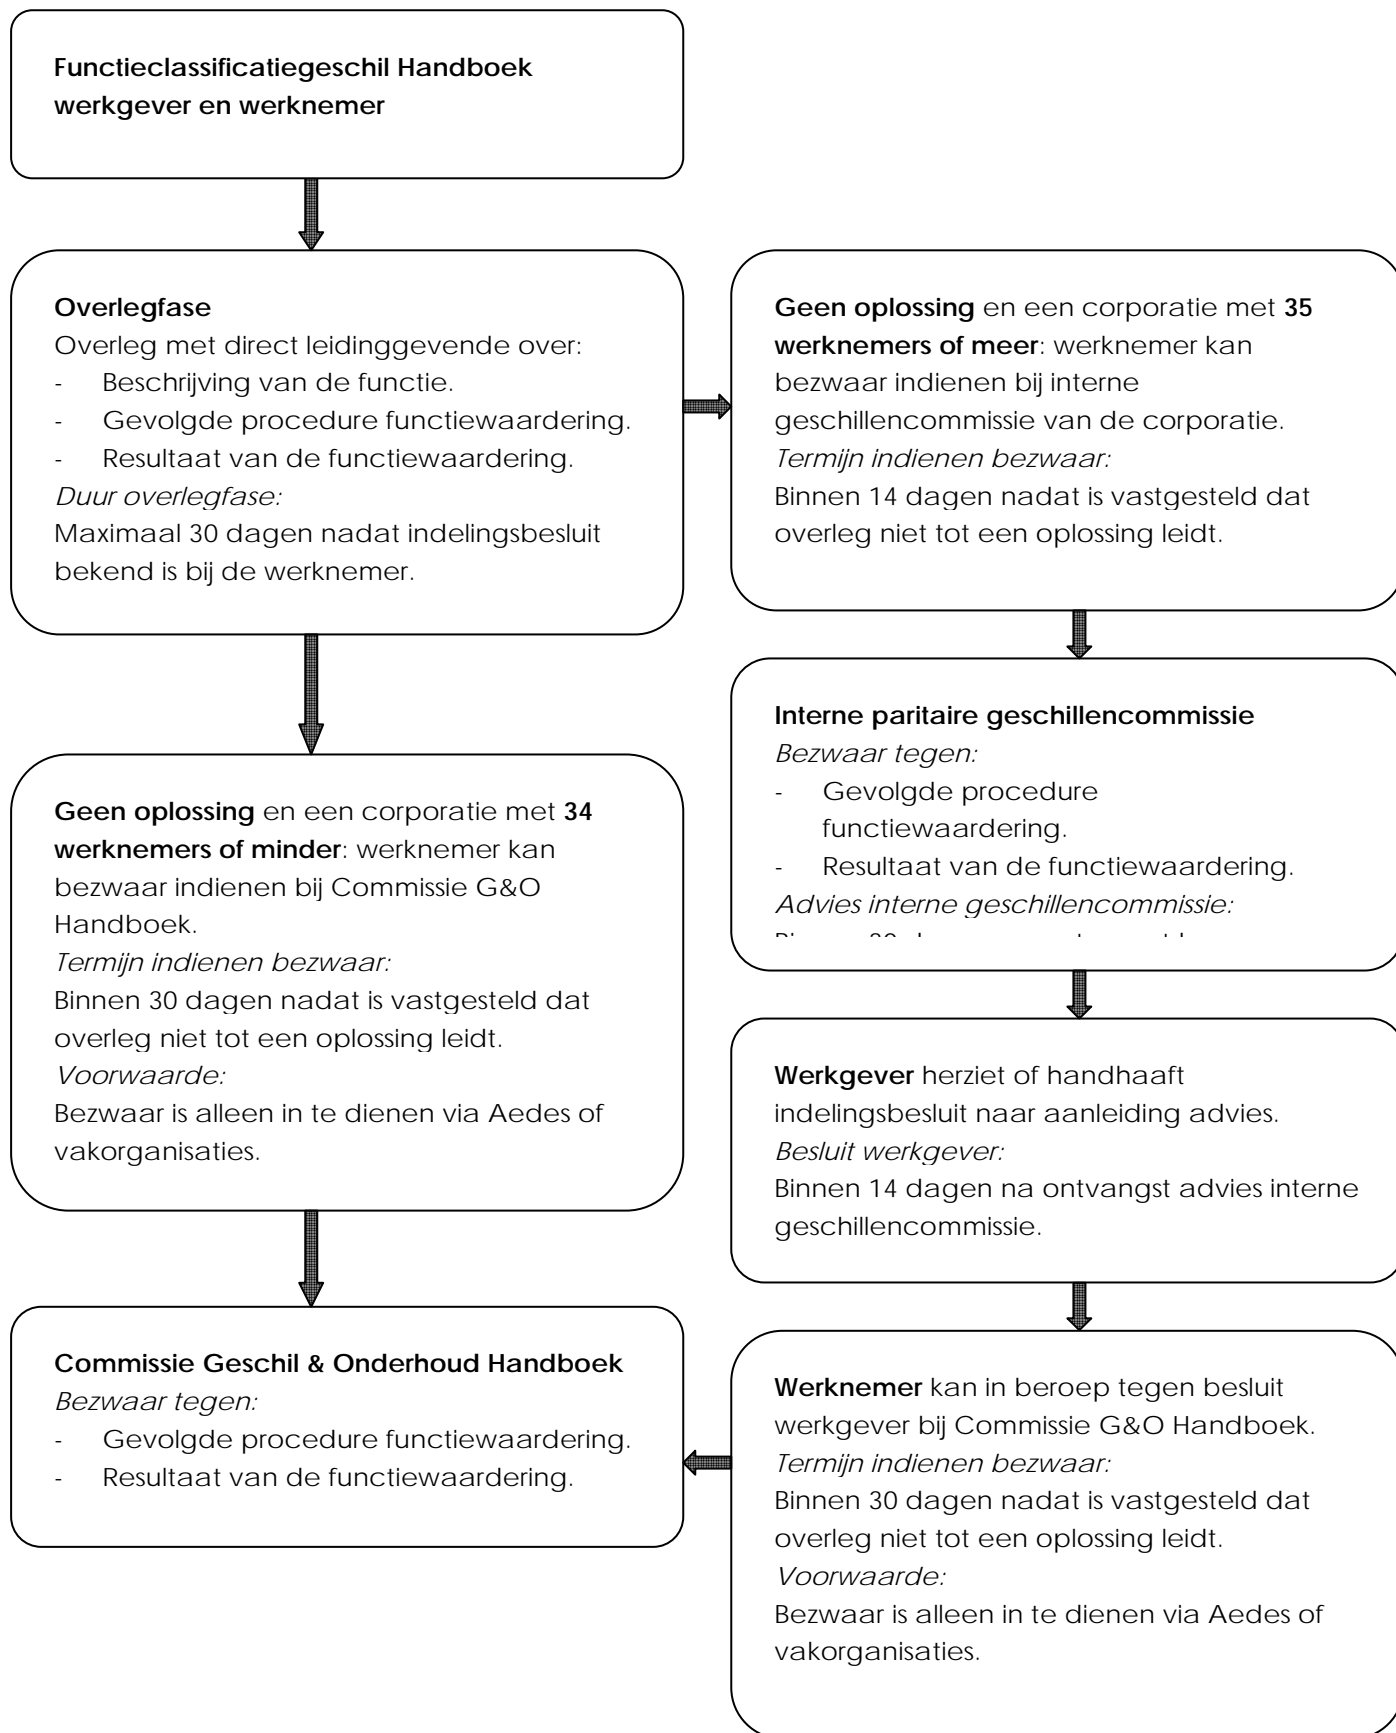 Functieclassificatiegeschil Handboek
werkgever en werknemer
Overlegfase
Overleg met direct leidinggevende over:
- Beschrijving van de functie.
- Gevolgde procedure functiewaardering.
- Resultaat van de functiewaardering.
Duur overlegfase:
Maximaal 30 dagen nadat indelingsbesluit
bekend is bij de werknemer.
Geen oplossing en een corporatie met 35
werknemers of meer: werknemer kan
bezwaar indienen bij interne
geschillencommissie van de corporatie.
Termijn indienen bezwaar:
Binnen 14 dagen nadat is vastgesteld dat
overleg niet tot een oplossing leidt.
Interne paritaire geschillencommissie
Bezwaar tegen:
- Gevolgde procedure
functiewaardering.
- Resultaat van de functiewaardering.
Advies interne geschillencommissie:
Geen oplossing en een corporatie met 34
werknemers of minder: werknemer kan
bezwaar indienen bij Commissie G&O
Handboek.
Termijn indienen bezwaar:
Binnen 30 dagen nadat is vastgesteld dat
overleg niet tot een oplossing leidt.
Voorwaarde:
Bezwaar is alleen in te dienen via Aedes of
vakorganisaties.
Werkgever herziet of handhaaft
indelingsbesluit naar aanleiding advies.
Besluit werkgever:
Binnen 14 dagen na ontvangst advies interne
geschillencommissie.
Commissie Geschil & Onderhoud Handboek
Bezwaar tegen:
- Gevolgde procedure functiewaardering.
- Resultaat van de functiewaardering.
Werknemer kan in beroep tegen besluit
werkgever bij Commissie G&O Handboek.
Termijn indienen bezwaar:
Binnen 30 dagen nadat is vastgesteld dat
overleg niet tot een oplossing leidt.
Voorwaarde:
Bezwaar is alleen in te dienen via Aedes of
vakorganisaties.